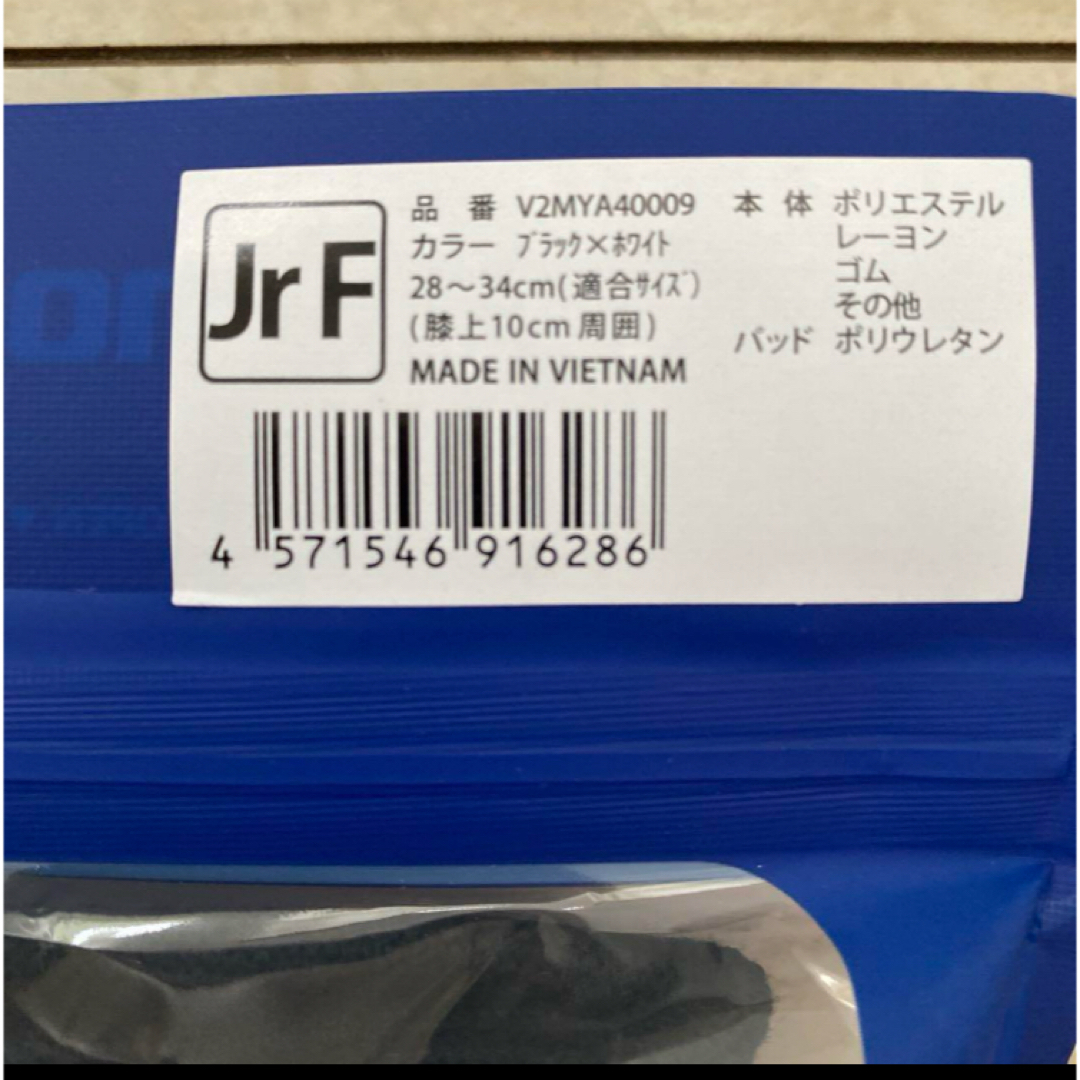 Jr F
品 番 V2MYA40009
カラー ﾌﾞﾗｯｸ×ﾎﾜｲﾄ
28～34cm(適合ｻｲｽﾞ)
(膝上10cm周囲)
MADE IN VIETNAM
本 体 ポリエステル
レーヨン
ゴム
その他
パッド ポリウレタン
4 571546 916286